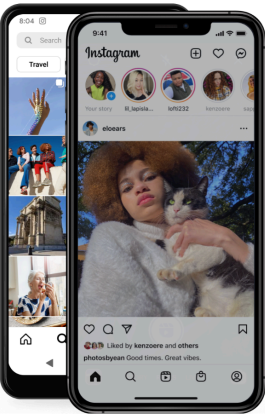 6:04
Search
Travel
9:41
Instagram
Your story
lil_lapisla...
lofti232
kenzoere
sapp
eloears
Liked by kenzoere and others
photosbyean Good times. Great vibes.